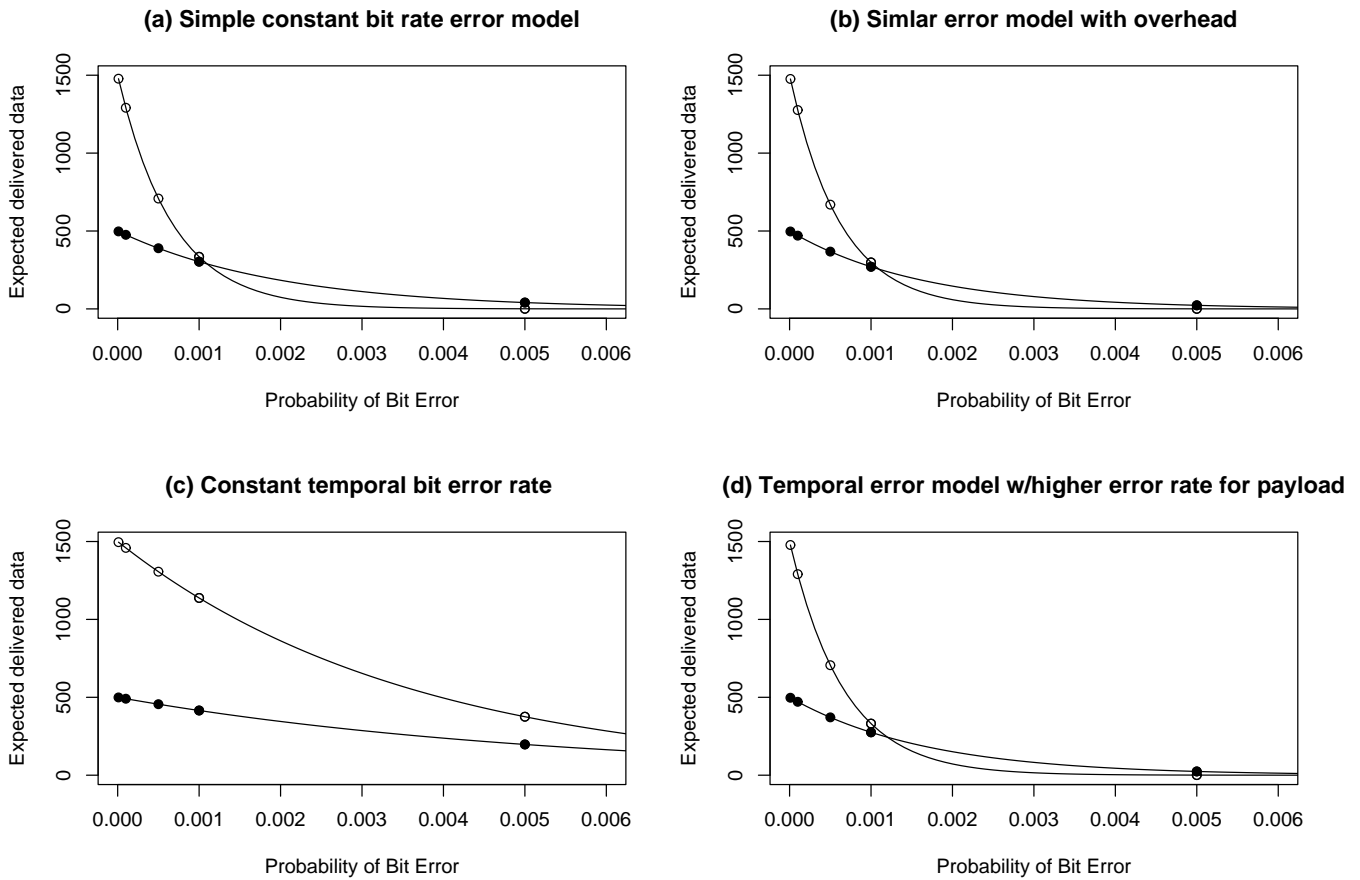 (a) Simple constant bit rate error model
Expected delivered data
1500
1000
500
0
0.000 0.001 0.002 0.003 0.004 0.005 0.006
Probability of Bit Error
(b) Simlar error model with overhead
Expected delivered data
1500
1000
500
0
0.000 0.001 0.002 0.003 0.004 0.005 0.006
Probability of Bit Error
(c) Constant temporal bit error rate
Expected delivered data
1500
1000
500
0
0.000 0.001 0.002 0.003 0.004 0.005 0.006
Probability of Bit Error
(d) Temporal error model w/higher error rate for payload
Expected delivered data
1500
1000
500
0
0.000 0.001 0.002 0.003 0.004 0.005 0.006
Probability of Bit Error